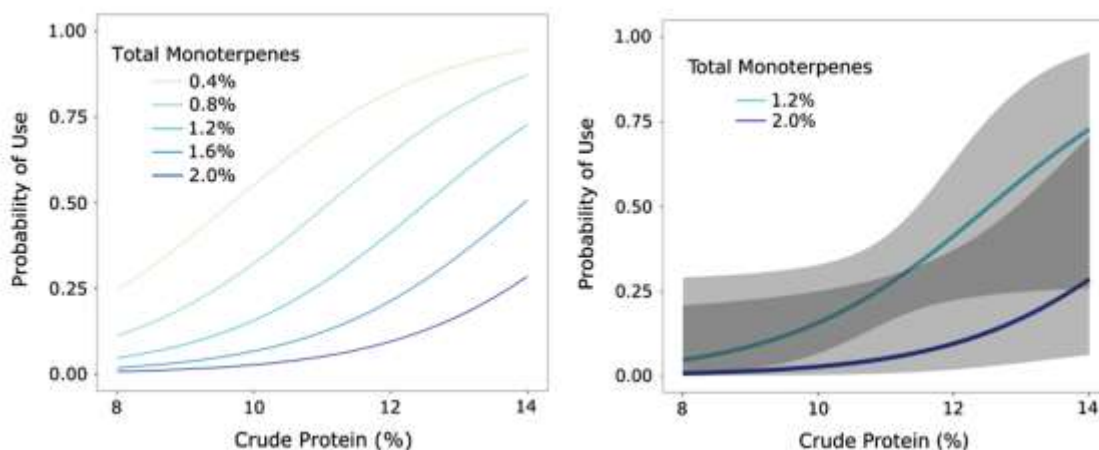 1.00
0.75
0.50
0.25
0.00
Probability of Use
Total Monoterpenes
0.4%
0.8%
1.2%
1.6%
2.0%
8 10 12 14
Crude Protein (%)
1.00
0.75
0.50
0.25
0.00
Probability of Use
Total Monoterpenes
1.2%
2.0%
8 10 12 14
Crude Protein (%)